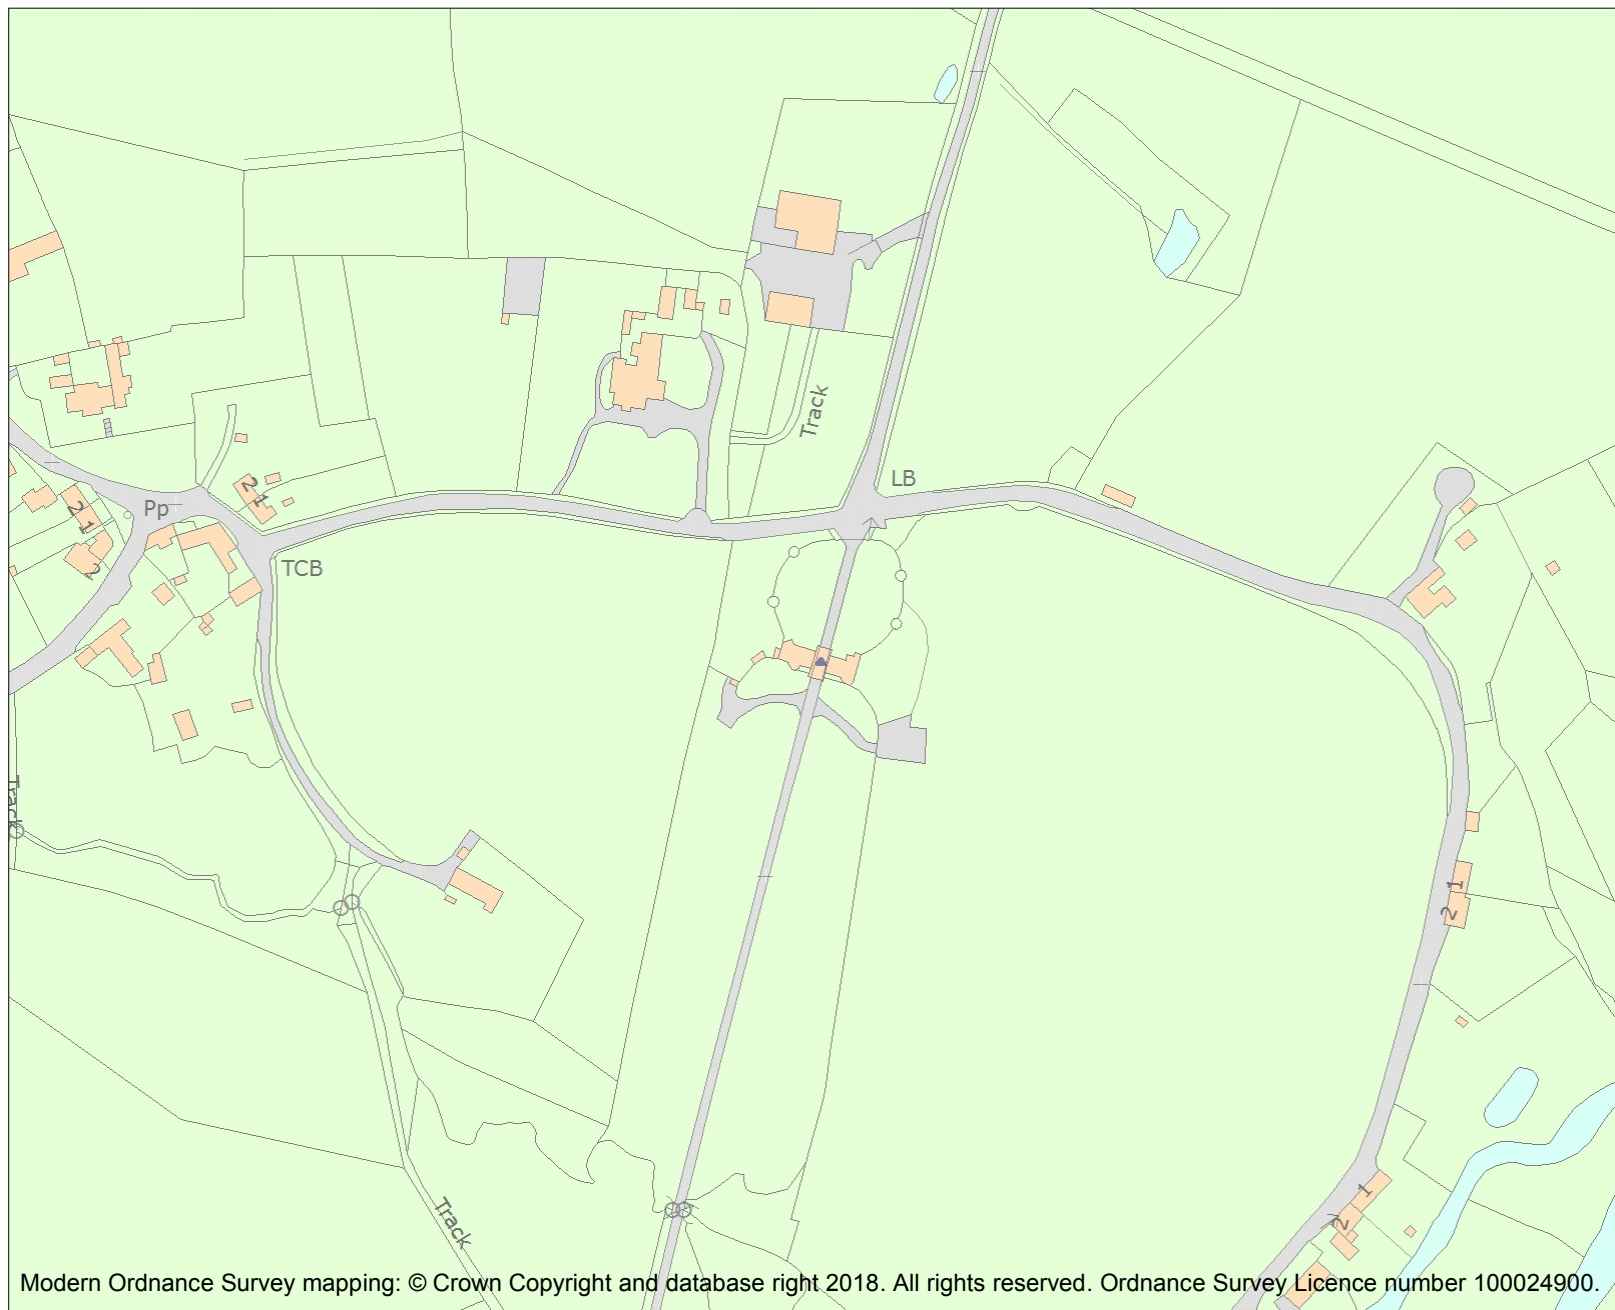 Track
LB
2 1
Pp
2 1
TCB
2
Track
1
2
1
2
Track
Modern Ordnance Survey mapping: © Crown Copyright and database right 2018. All rights reserved. Ordnance Survey Licence number 100024900.